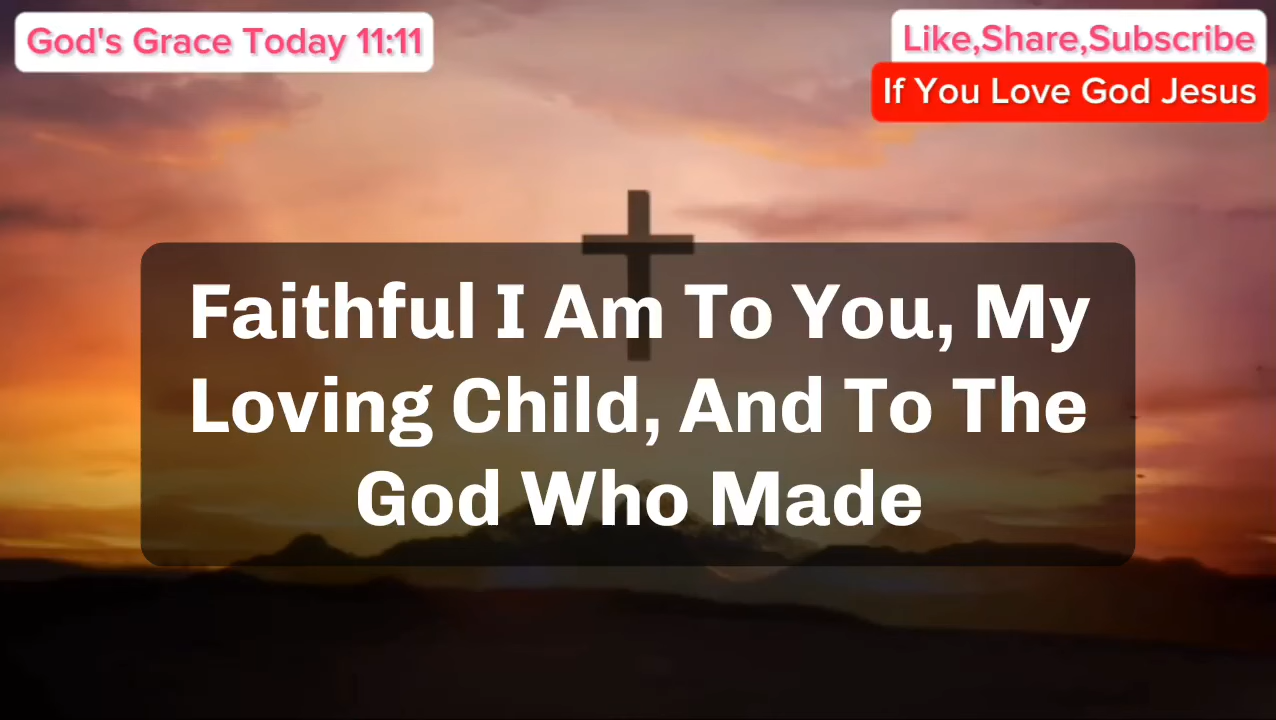 God's Grace Today 11:11
Like,Share,Subscribe
If You Love God Jesus
Faithful I Am To You, My
Loving Child, And To The
God Who Made